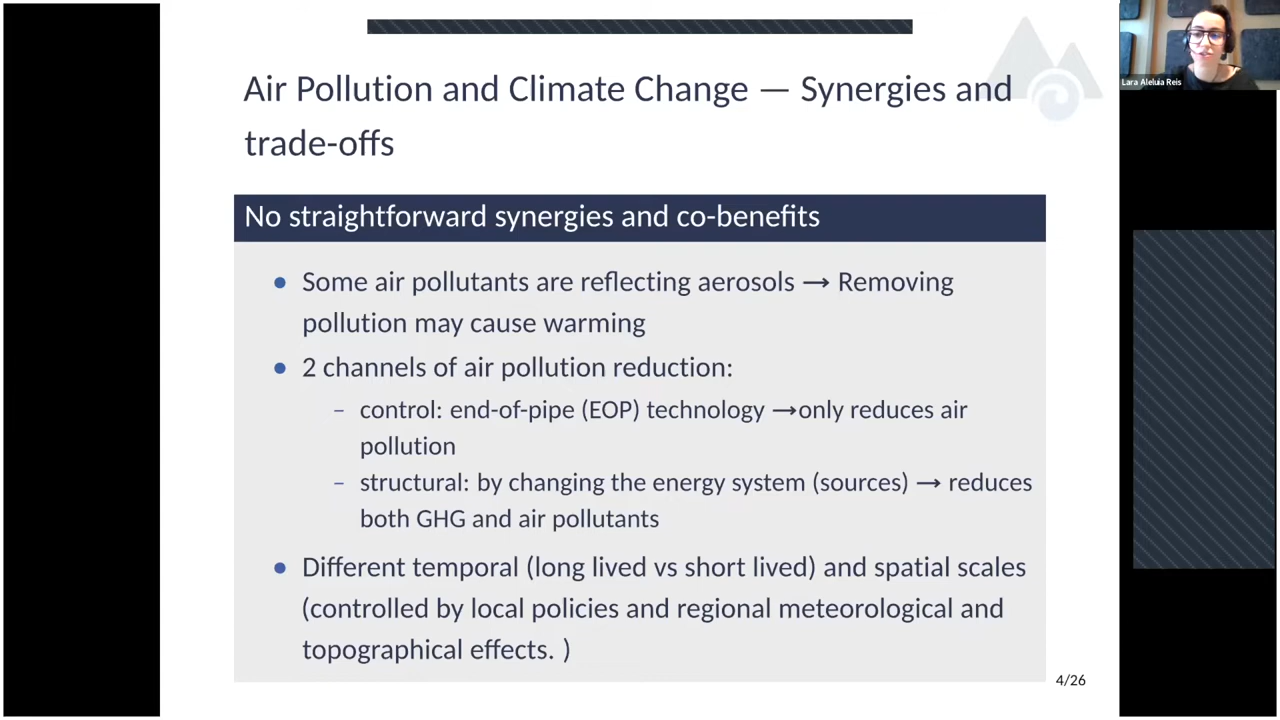 Air Pollution and Climate Change — Synergies and
trade-offs
No straightforward synergies and co-benefits
• Some air pollutants are reflecting aerosols → Removing
pollution may cause warming
• 2 channels of air pollution reduction:
– control: end-of-pipe (EOP) technology →only reduces air
pollution
– structural: by changing the energy system (sources) → reduces
both GHG and air pollutants
• Different temporal (long lived vs short lived) and spatial scales
(controlled by local policies and regional meteorological and
topographical effects. )
4/26
Lara Aleluia Reis